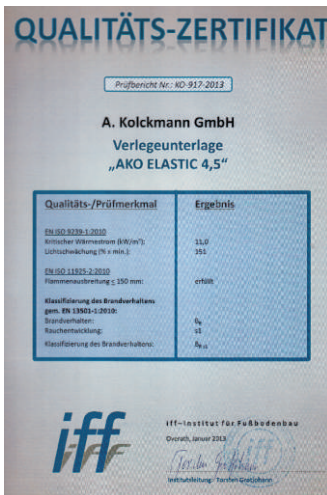 QUALITÄTS-ZERTIFIKAT
Prüfbericht Nr.: KO-917-2013
A. Kolckmann GmbH
Verlegeunterlage
„AKO ELASTIC 4,5“
Qualitäts-/Prüfmerkmal Ergebnis
EN ISO 9239-1:2010
Kritischer Wärmestrom (kW/m²): 11,0
Lichtschwächung (% x min.): 151
EN ISO 11925-2:2010
Flammenausbreitung ≤ 150 mm: erfüllt
Klassifizierung des Brandverhaltens
gem. EN 13501-1:2010:
Brandverhalten:
Rauchentwicklung: s1
Klassifizierung des Brandverhaltens:
iff
iff-Institut für Fußbodenbau
Overath, Januar 2013
Institutsleitung - Torsten Grotjohann